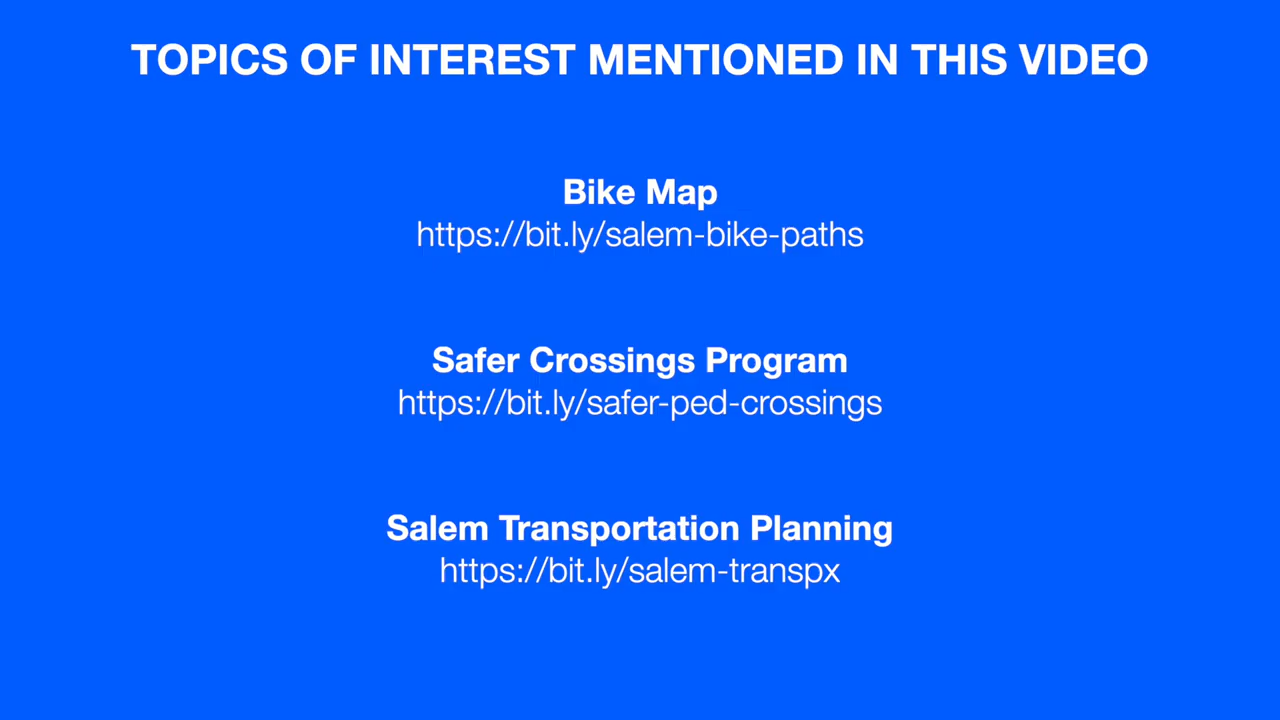 TOPICS OF INTEREST MENTIONED IN THIS VIDEO
Bike Map
https://bit.ly/salem-bike-paths
Safer Crossings Program
https://bit.ly/safer-ped-crossings
Salem Transportation Planning
https://bit.ly/salem-transpx